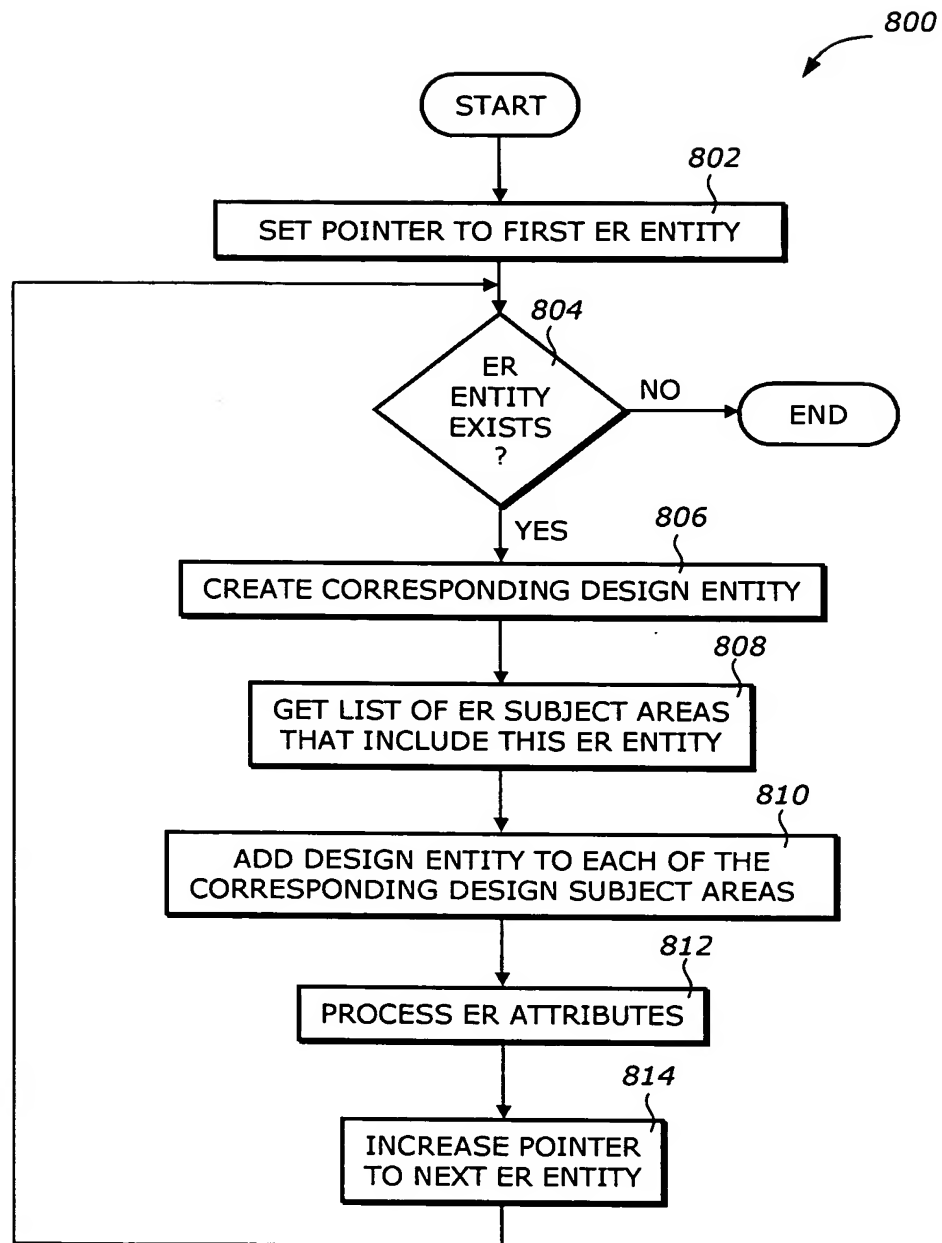 800
START
802
SET POINTER TO FIRST ER ENTITY
804
ER
ENTITY
EXISTS
?
NO
END
YES
806
CREATE CORRESPONDING DESIGN ENTITY
808
GET LIST OF ER SUBJECT AREAS
THAT INCLUDE THIS ER ENTITY
810
ADD DESIGN ENTITY TO EACH OF THE
CORRESPONDING DESIGN SUBJECT AREAS
812
PROCESS ER ATTRIBUTES
814
INCREASE POINTER
TO NEXT ER ENTITY